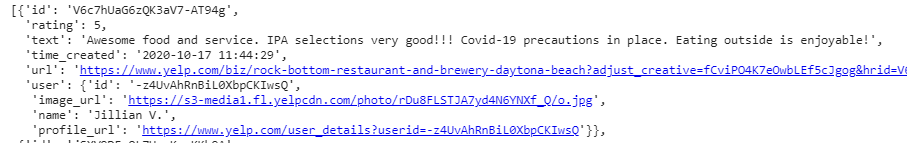 [{'id': 'V6c7hUaG6zQK3aV7-AT94g',
'rating': 5,
'text': 'Awesome food and service. IPA selections very good!!! Covid-19 precautions in place. Eating outside is enjoyable!',
'time_created': '2020-10-17 11:44:29',
'url': 'https://www.yelp.com/biz/rock-bottom-restaurant-and-brewery-daytona-beach?adjust_creative=fCviPO4K7eOwbLEf5cJgog&hrid=V6
'user': {'id': '-z4UvAhRnBiL0XbpCKIwsQ',
'image_url': 'https://s3-media1.fl.yelpcdn.com/photo/rDu8FLSTJA7yd4N6YNXf_Q/o.jpg',
'name': 'Jillian V.',
'profile_url': 'https://www.yelp.com/user_details?userid=-z4UvAhRnBiL0XbpCKIwsQ'}},